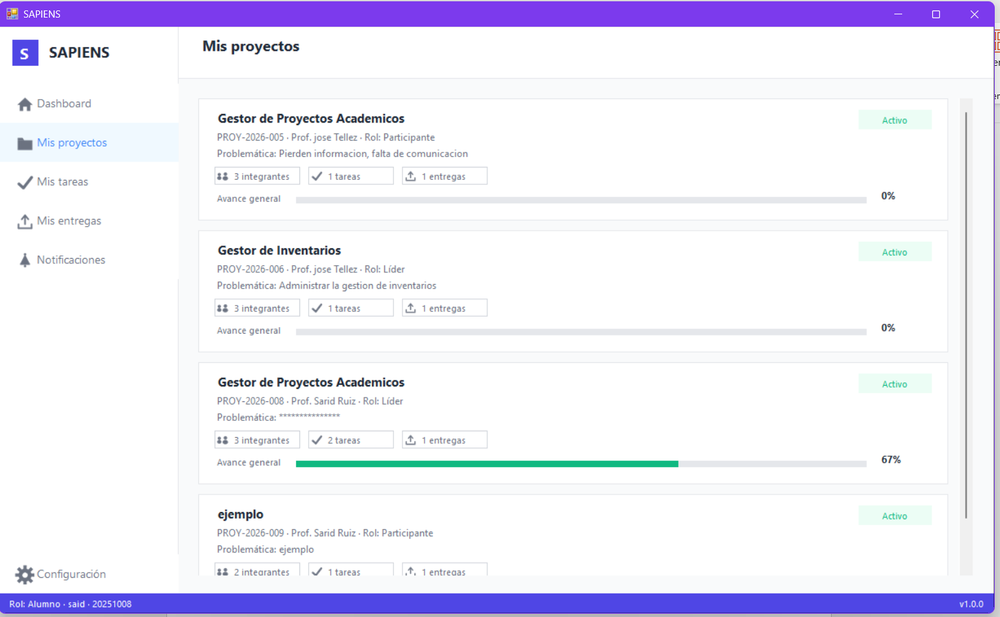 SAPIENS
S SAPIENS
Mis proyectos
Dashboard
Mis proyectos
Mis tareas
Mis entregas
Notificaciones
Configuración
Gestor de Proyectos Academicos
Activo
PROY-2026-005 · Prof. jose Tellez · Rol: Participante
Problemática: Pierden informacion, falta de comunicacion
3 integrantes 1 tareas 1 entregas
Avance general 0%
Gestor de Inventarios
Activo
PROY-2026-006 · Prof. jose Tellez · Rol: Líder
Problemática: Administrar la gestion de inventarios
3 integrantes 1 tareas 1 entregas
Avance general 0%
Gestor de Proyectos Academicos
Activo
PROY-2026-008 · Prof. Sarid Ruiz · Rol: Líder
Problemática: ***************
3 integrantes 2 tareas 1 entregas
Avance general 67%
ejemplo
Activo
PROY-2026-009 · Prof. Sarid Ruiz · Rol: Participante
Problemática: ejemplo
2 integrantes 1 tareas 1 entregas
Rol: Alumno · said · 20251008
v1.0.0